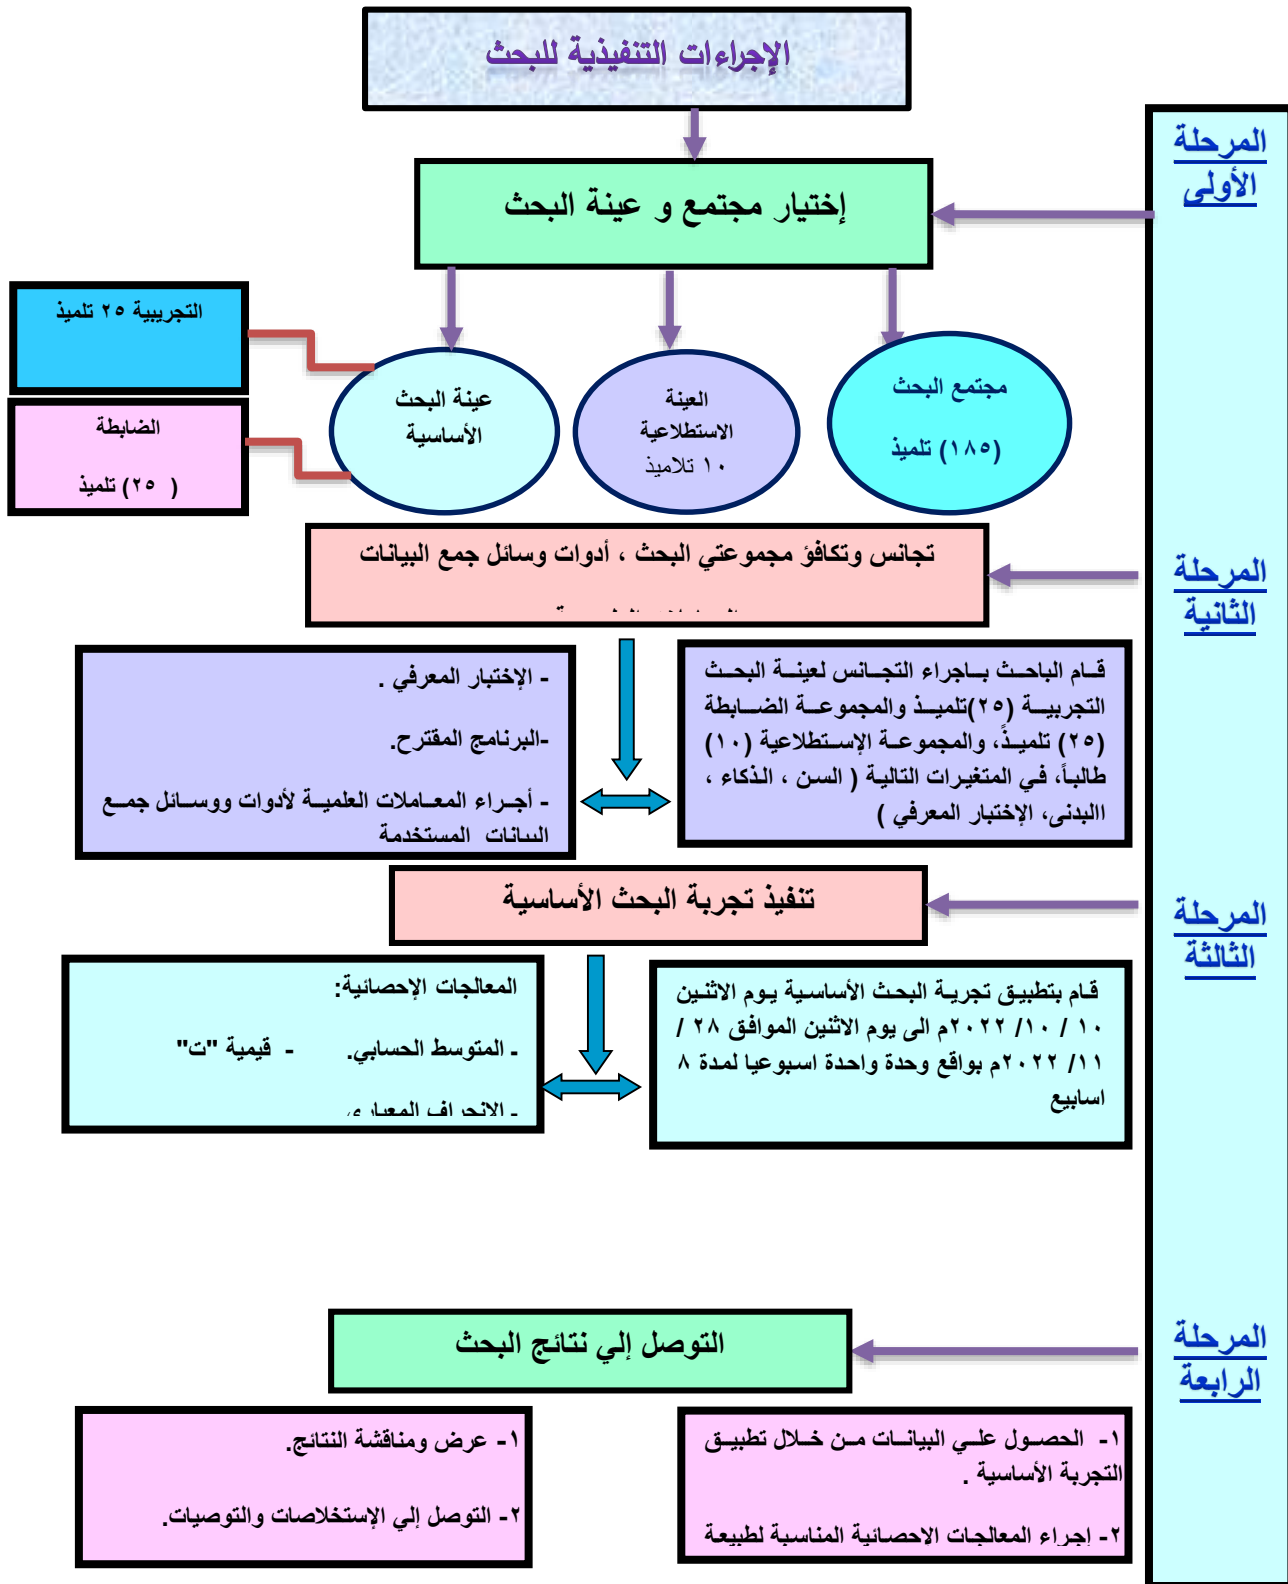 الإجراءات التنفيذية للبحث
المرحلة
الأولى
إختيار مجتمع و عينة البحث
مجتمع البحث
(١٨٥) تلميذ
العينة
الاستطلاعية
١٠ تلاميذ
عينة البحث
الأساسية
التجريبية ٢٥ تلميذ
الضابطة
( ٢٥) تلميذ
المرحلة
الثانية
تجانس وتكافؤ مجموعتي البحث ، أدوات وسائل جمع البيانات
قام الباحث باجراء التجانس لعينة البحث
التجريبية (٢٥)تلميذ والمجموعة الضابطة
(٢٥) تلميذً، والمجموعة الإستطلاعية (١٠)
طالباً، في المتغيرات التالية ( السن ، الذكاء ،
االبدنى، الإختبار المعرفي )
- الإختبار المعرفي .
-البرنامج المقترح.
- أجراء المعاملات العلمية لأدوات ووسائل جمع
البيانات المستخدمة
المرحلة
الثالثة
تنفيذ تجربة البحث الأساسية
قام بتطبيق تجربة البحث الأساسية يوم الاثنين
١٠ / ١٠/ ٢٠٢٢م الى يوم الاثنين الموافق ٢٨ /
١١/ ٢٠٢٢م بواقع وحدة واحدة اسبوعيا لمدة ٨
اسابيع
المعالجات الإحصائية:
- المتوسط الحسابي. - قيمية "ت"
- الانحراف المعياري
المرحلة
الرابعة
التوصل إلي نتائج البحث
١- الحصول علي البيانات من خلال تطبيق
التجربة الأساسية .
٢- إجراء المعالجات الإحصائية المناسبة لطبيعة
١- عرض ومناقشة النتائج.
٢- التوصل إلي الإستخلاصات والتوصيات.